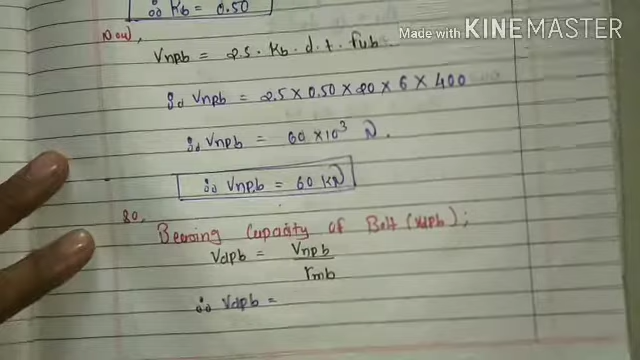 ∴ Kb = 0.50
Made with KINEMASTER
Now,
Vnpb = 2.5 · Kb · d · t · fub
∴ Vnpb = 2.5 × 0.50 × 20 × 6 × 400
∴ Vnpb = 60 × 10³ N.
∴ Vnpb = 60 KN
So,
Bearing Capacity of Bolt (Vdpb);
Vdpb = Vnpb
rmb
∴ Vdpb =